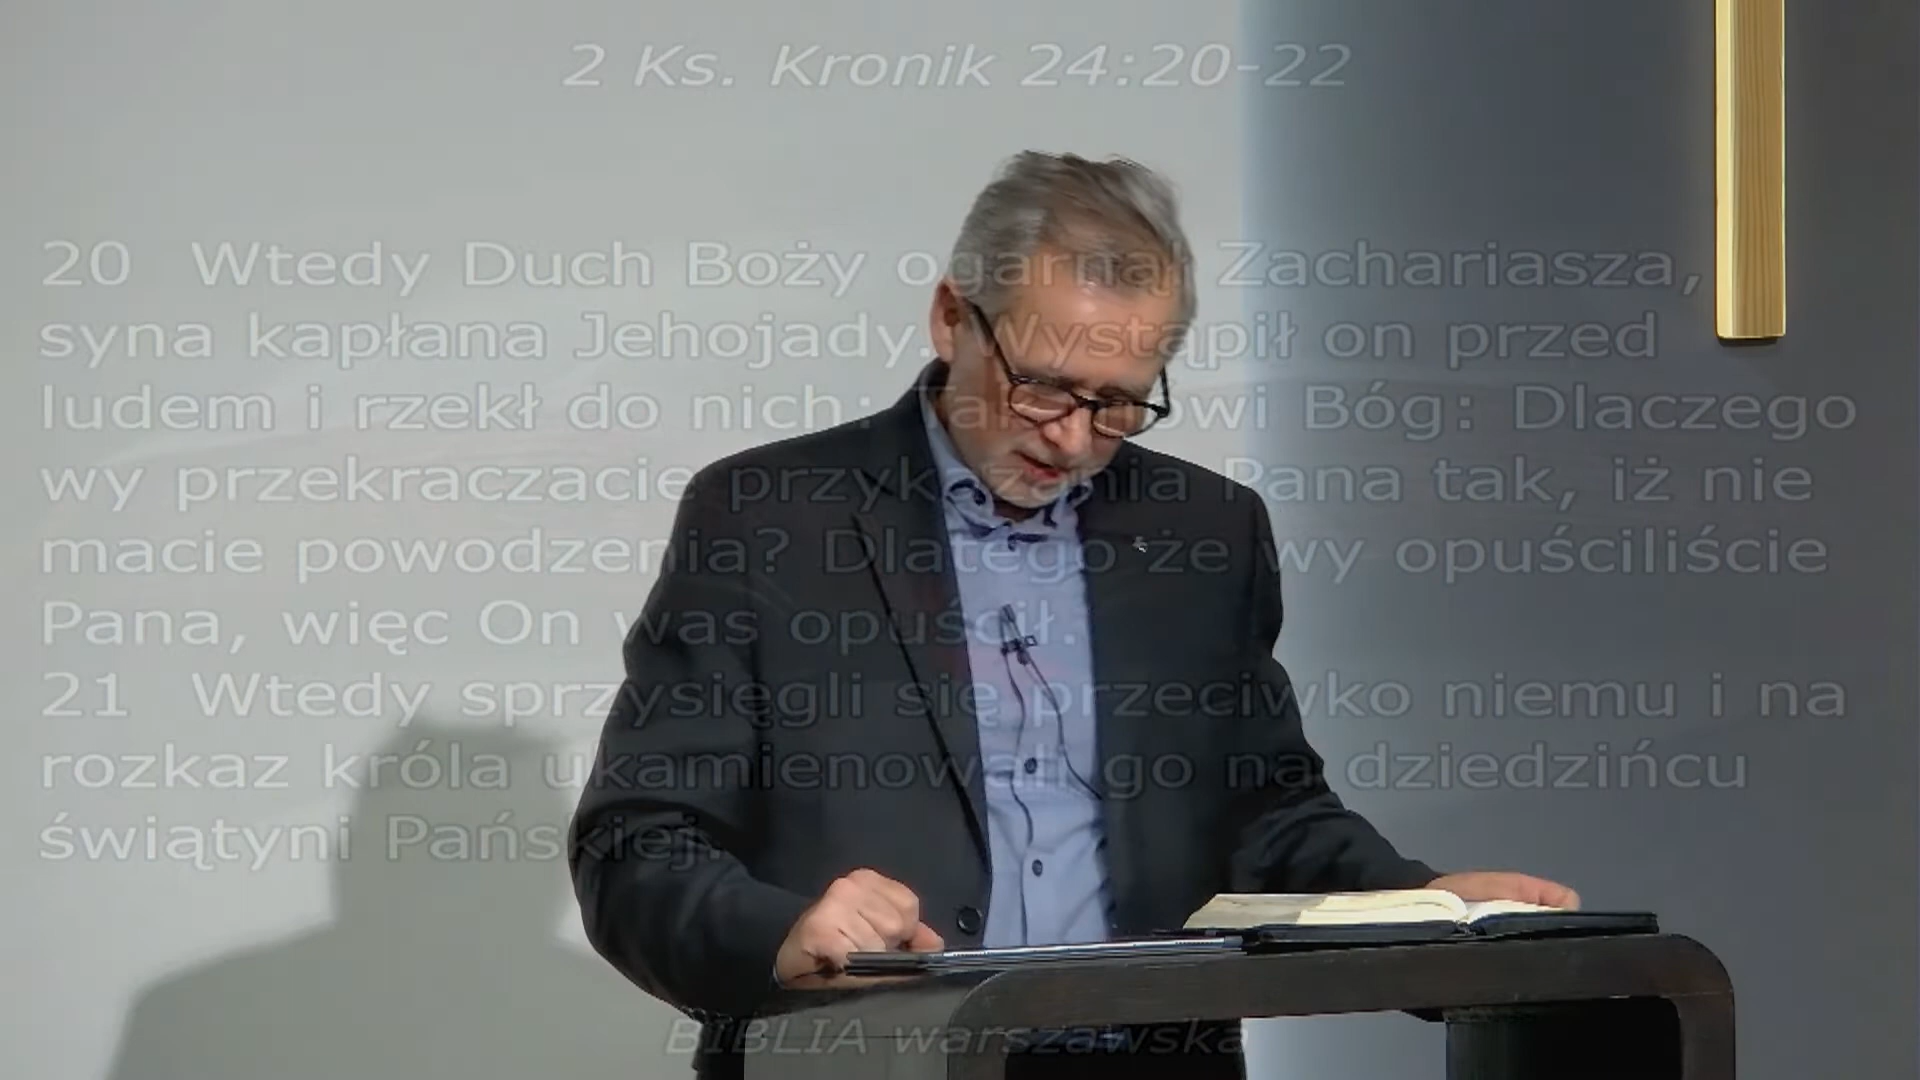 2 Ks. Kronik 24:20-22
20 Wtedy Duch Boży ogarnął Zachariasza,
syna kapłana Jehojady. Wystąpił on przed
ludem i rzekł do nich: Tak mówi Bóg: Dlaczego
wy przekraczacie przykazania Pana tak, iż nie
macie powodzenia? Dlatego że wy opuściliście
Pana, więc On was opuścił.
21 Wtedy sprzysięgli się przeciwko niemu i na
rozkaz króla ukamienowali go na dziedzińcu
świątyni Pańskiej.
BIBLIA warszawska